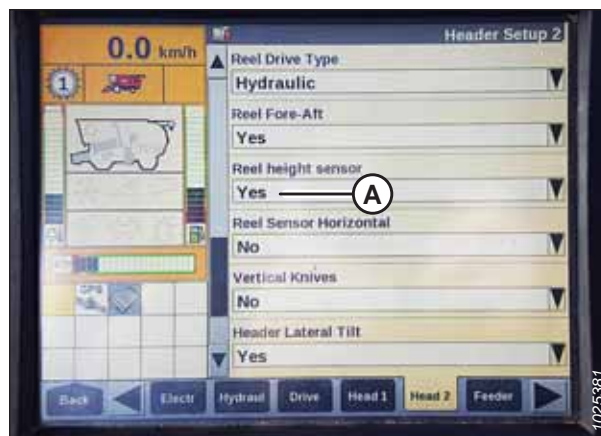 0.0 km/h
Header Setup 2
1
Reel Drive Type
Hydraulic
Reel Fore-Aft
Yes
Reel height sensor
Yes
A
Reel Sensor Horizontal
No
Vertical Knives
No
Header Lateral Tilt
Yes
GPS
Back
Electr
Hydraul
Drive
Head 1
Head 2
Feeder
1025381